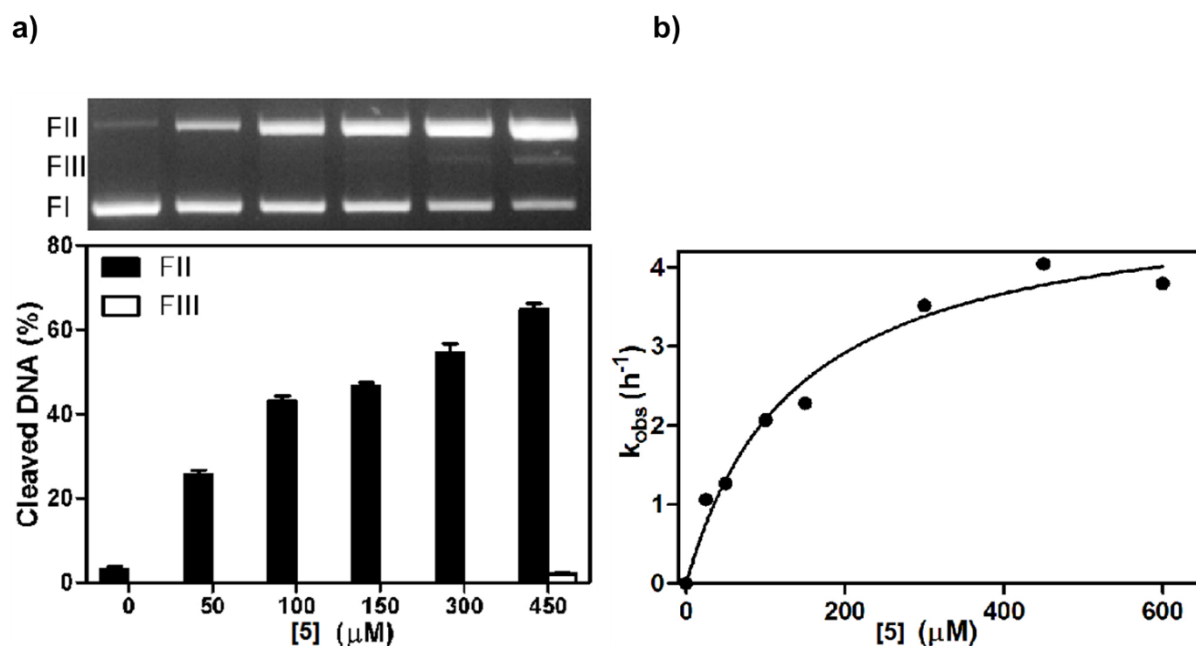 a)
FII
FIII
FI
80
60
40
20
0
Cleaved DNA (%)
FII
FIII
0 50 100 150 300 450
[5] (μM)
b)
4
3
2
1
0
k_obs (h⁻¹)
0 200 400 600
[5] (μM)